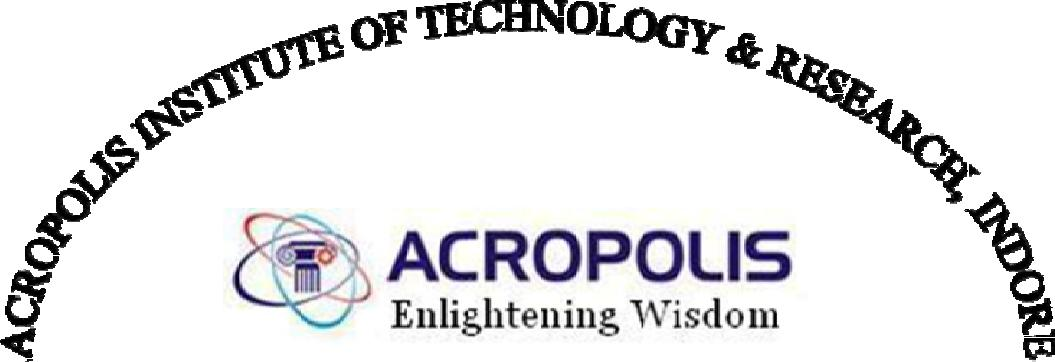 ACROPOLIS INSTITUTE OF TECHNOLOGY & RESEARCH, INDORE
ACROPOLIS
Enlightening Wisdom